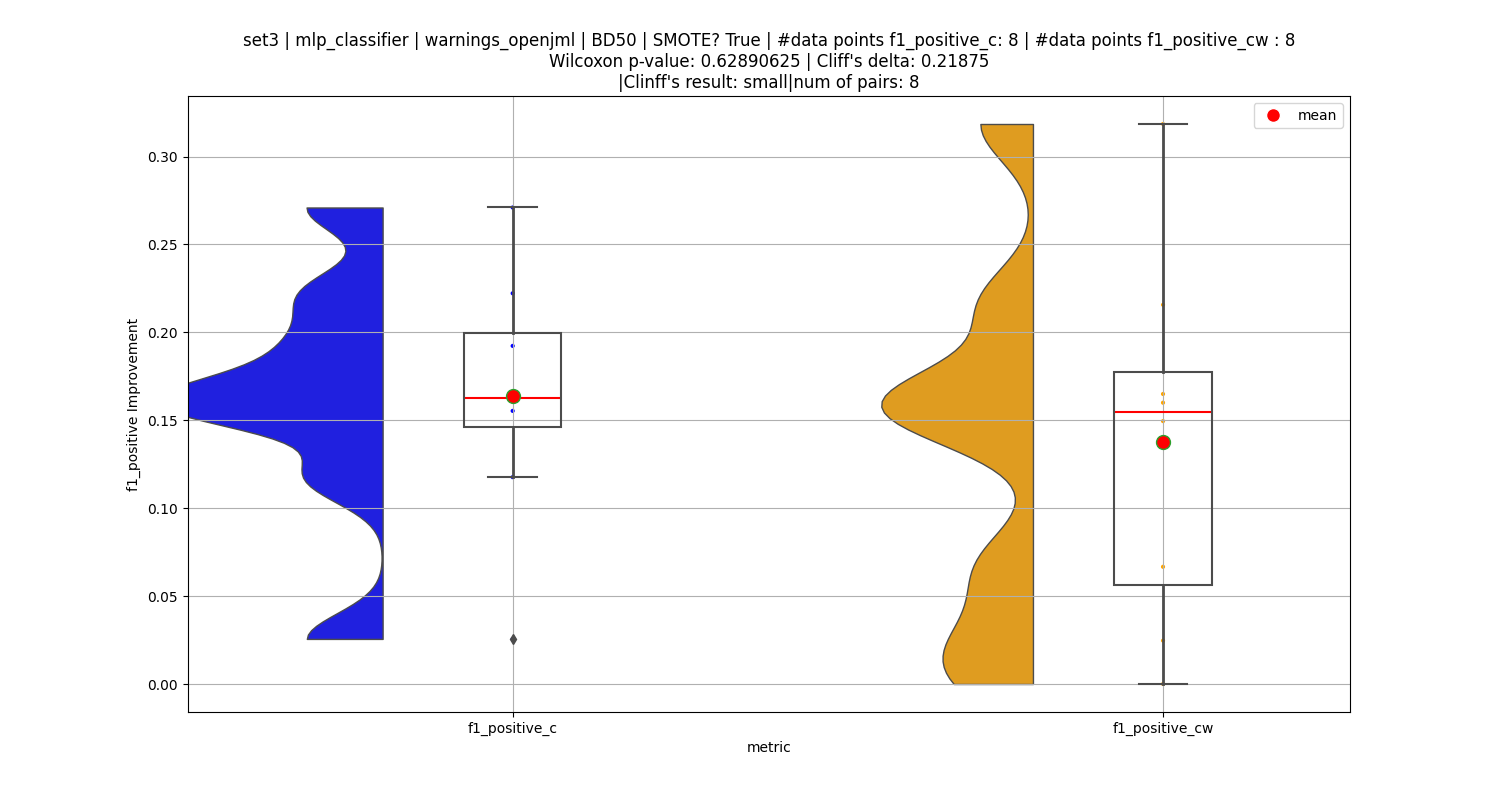 set3 | mlp_classifier | warnings_openjml | BD50 | SMOTE? True | #data points f1_positive_c: 8 | #data points f1_positive_cw : 8
Wilcoxon p-value: 0.62890625 | Cliff's delta: 0.21875
|Clinff's result: small|num of pairs: 8
mean
0.30
0.25
0.20
0.15
0.10
0.05
0.00
f1_positive Improvement
f1_positive_c
f1_positive_cw
metric